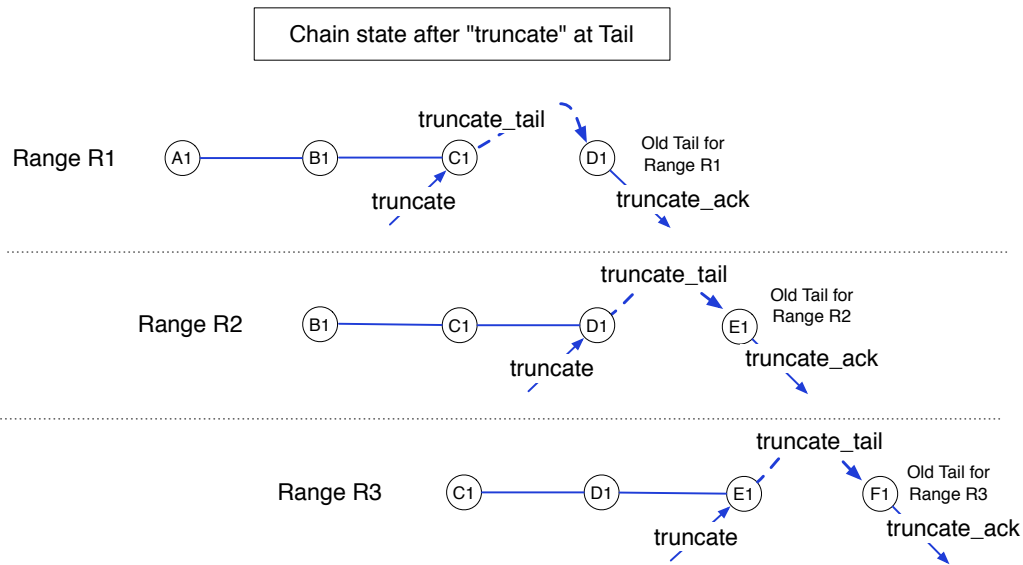 Chain state after "truncate" at Tail
truncate_tail
Range R1
A1
B1
C1
D1
Old Tail for
Range R1
truncate
truncate_ack
truncate_tail
Range R2
B1
C1
D1
E1
Old Tail for
Range R2
truncate
truncate_ack
truncate_tail
Range R3
C1
D1
E1
F1
Old Tail for
Range R3
truncate
truncate_ack